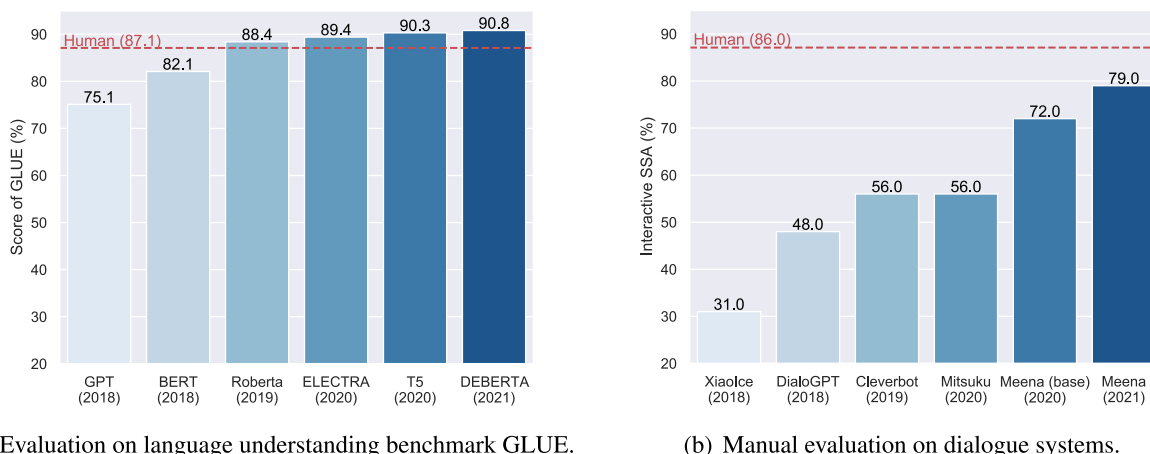 Human (87.1)
75.1
82.1
88.4
89.4
90.3
90.8
90
80
70
60
50
40
30
20
Score of GLUE (%)
GPT BERT Roberta ELECTRA T5 DEBERTA
(2018) (2018) (2019) (2020) (2020) (2021)
Evaluation on language understanding benchmark GLUE.
Human (86.0)
31.0
48.0
56.0
56.0
72.0
79.0
90
80
70
60
50
40
30
20
Interactive SSA (%)
XiaoIce DialoGPT Cleverbot Mitsuku Meena (base) Meena
(2018) (2018) (2019) (2020) (2020) (2021)
(b) Manual evaluation on dialogue systems.